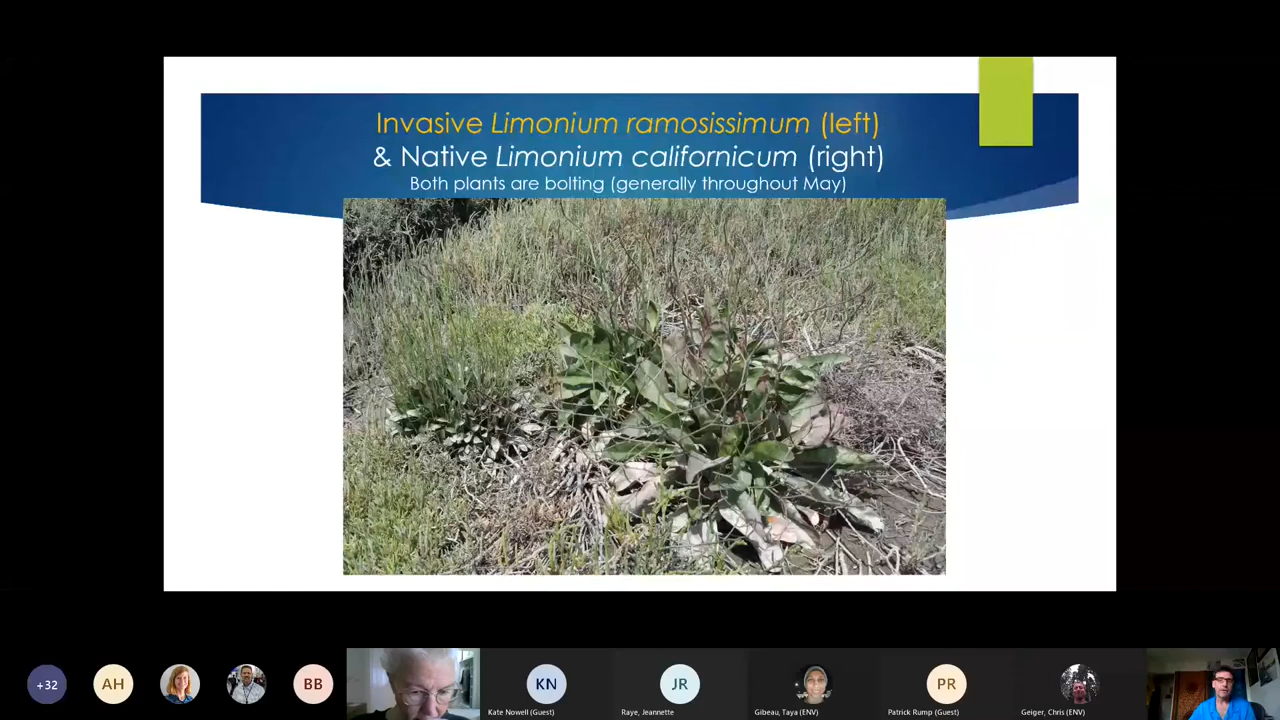 Invasive Limonium ramosissimum (left)
& Native Limonium californicum (right)
Both plants are bolting (generally throughout May)
+32
AH
BB
KN
JR
PR
Kate Nowell (Guest)
Raye, Jeannette
Gibeau, Taya (ENV)
Patrick Rump (Guest)
Geiger, Chris (ENV)